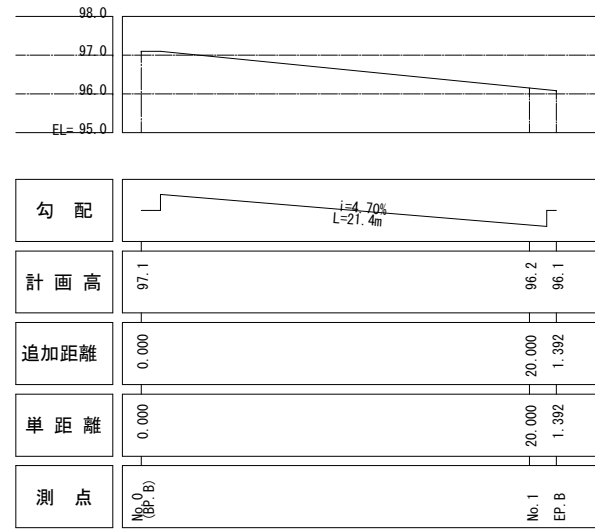 98.0
97.0
96.0
EL= 95.0
勾 配
i=4.70%
L=21.4m
計 画 高
97.1
96.2
96.1
追加距離
0.000
20.000
1.392
単 距 離
0.000
20.000
1.392
測 点
No.0
(BP.B)
No.1
EP.B